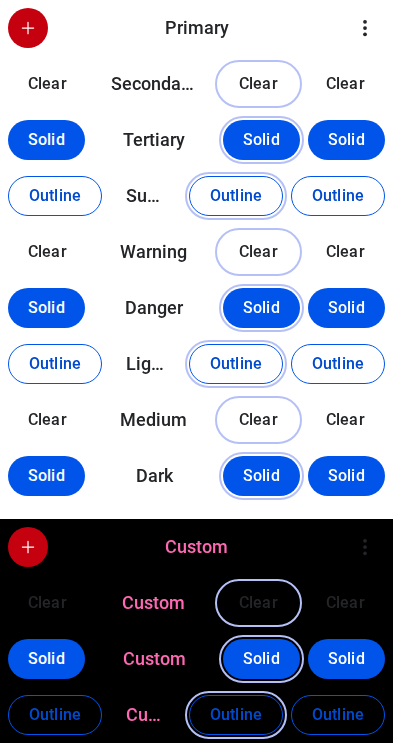 Primary
Clear Seconda... Clear Clear
Solid Tertiary Solid Solid
Outline Su... Outline Outline
Clear Warning Clear Clear
Solid Danger Solid Solid
Outline Lig... Outline Outline
Clear Medium Clear Clear
Solid Dark Solid Solid
Custom
Clear Custom Clear Clear
Solid Custom Solid Solid
Outline Cu... Outline Outline